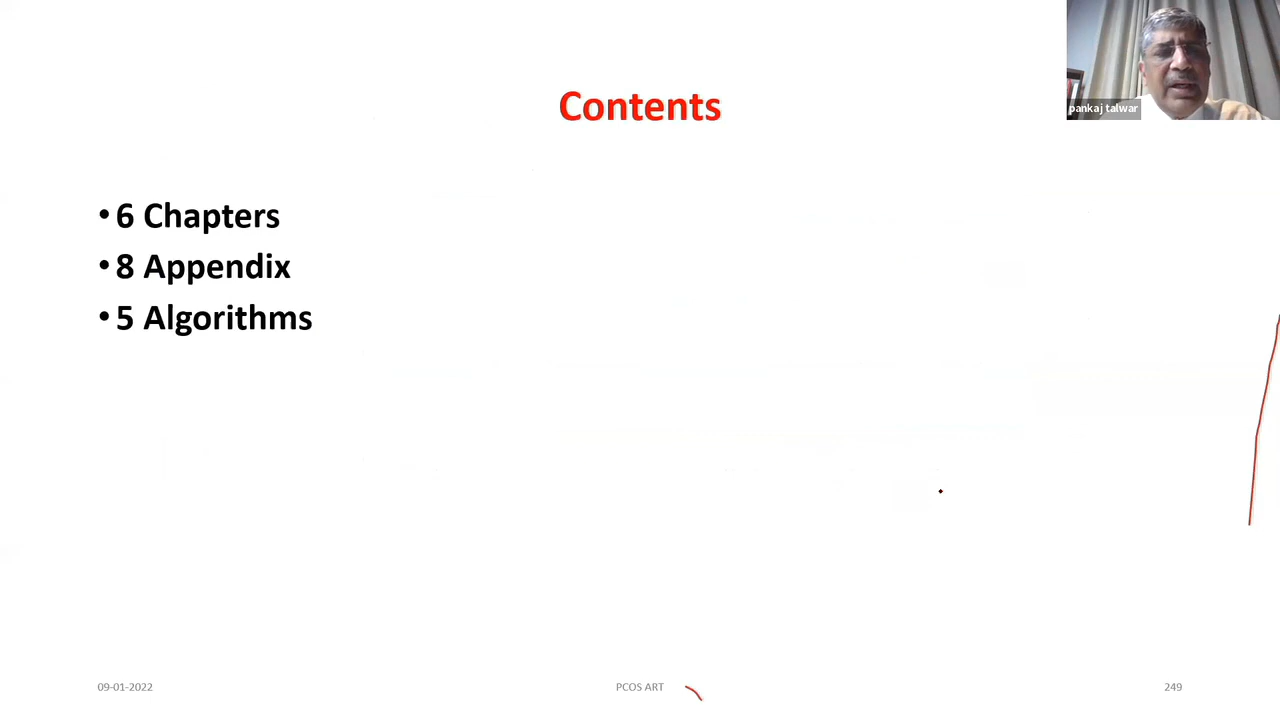 pankaj talwar
Contents
• 6 Chapters
• 8 Appendix
• 5 Algorithms
09-01-2022
PCOS ART
249